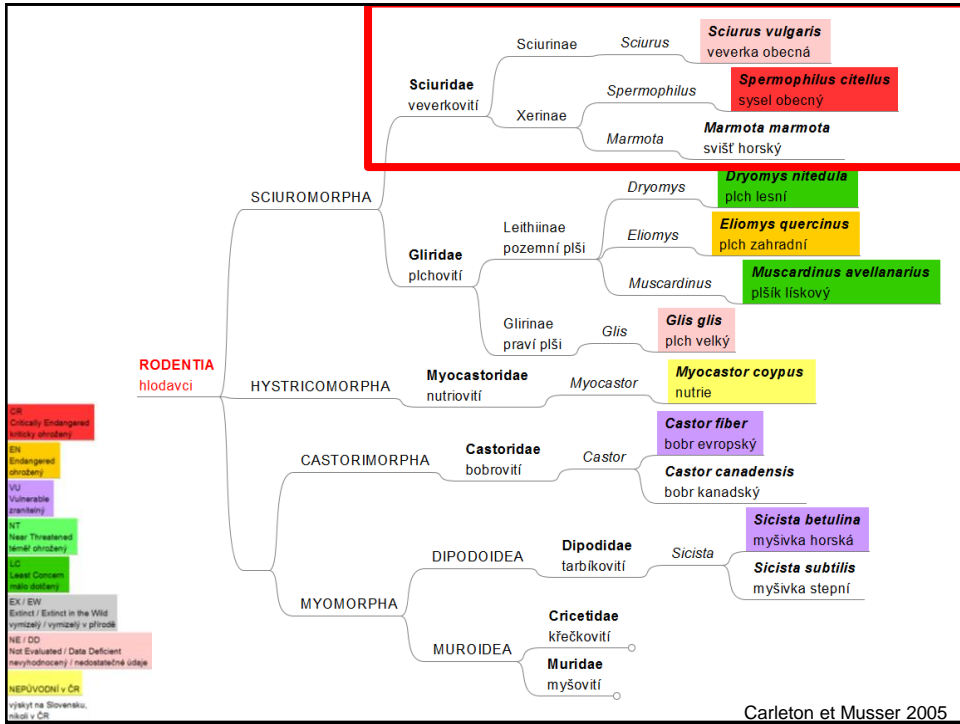 Sciurinae
Sciurus
Sciurus vulgaris
veverka obecná
Sciuridae
veverkovití
Spermophilus
Spermophilus citellus
sysel obecný
Xerinae
Marmota
Marmota marmota
svišť horský
SCIUROMORPHA
Dryomys
Dryomys nitedula
plch lesní
Leithiinae
pozemní plši
Eliomys
Eliomys quercinus
plch zahradní
Gliridae
plchovití
Muscardinus
Muscardinus avellanarius
plšík lískový
Glirinae
praví plši
Glis
Glis glis
plch velký
RODENTIA
hlodavci
HYSTRICOMORPHA
Myocastoridae
nutriovití
Myocastor
Myocastor coypus
nutrie
CASTORIMORPHA
Castoridae
bobrovití
Castor
Castor fiber
bobr evropský
Castor canadensis
bobr kanadský
DIPODOIDEA
Dipodidae
tarbíkovití
Sicista
Sicista betulina
myšivka horská
Sicista subtilis
myšivka stepní
MYOMORPHA
MUROIDEA
Cricetidae
křečkovití
Muridae
myšovití
CR
Critically Endangered
kriticky ohrožený
EN
Endangered
ohrožený
VU
Vulnerable
zranitelný
NT
Near Threatened
téměř ohrožený
LC
Least Concern
málo dotčený
EX / EW
Extinct / Extinct in the Wild
vymizelý / vymizelý v přírodě
NE / DD
Not Evaluated / Data Deficient
nevyhodnocený / nedostatečné údaje
NEPŮVODNÍ v ČR
výskyt na Slovensku,
nikoli v ČR
Carleton et Musser 2005